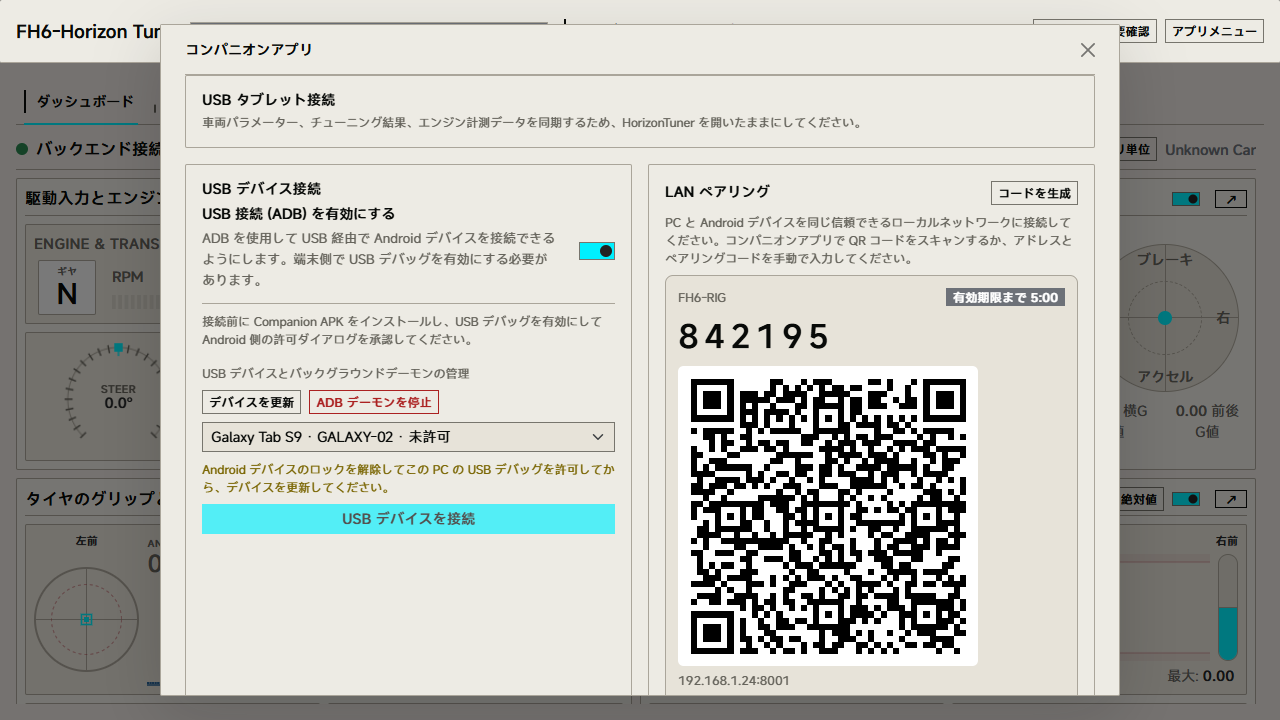 FH6-Horizon Tun
要確認
アプリメニュー
コンパニオンアプリ
USB タブレット接続
車両パラメーター、チューニング結果、エンジン計測データを同期するため、HorizonTuner を開いたままにしてください。
ダッシュボード
バックエンド接続
リ単位
Unknown Car
駆動入力とエンジン
ENGINE & TRANS
ギヤ
N
RPM
STEER
0.0°
USB デバイス接続
USB 接続 (ADB) を有効にする
ADB を使用して USB 経由で Android デバイスを接続できる
ようにします。端末側で USB デバッグを有効にする必要が
あります。
接続前に Companion APK をインストールし、USB デバッグを有効にして
Android 側の許可ダイアログを承認してください。
USB デバイスとバックグラウンドデーモンの管理
デバイスを更新
ADB デーモンを停止
Galaxy Tab S9 · GALAXY-02 · 未許可
Android デバイスのロックを解除してこの PC の USB デバッグを許可してか
ら、デバイスを更新してください。
USB デバイスを接続
LAN ペアリング
コードを生成
PC と Android デバイスを同じ信頼できるローカルネットワークに接続して
ください。コンパニオンアプリで QR コードをスキャンするか、アドレスと
ペアリングコードを手動で入力してください。
FH6-RIG
有効期限まで 5:00
842195
192.168.1.24:8001
ブレーキ
右
アクセル
横G
0.00 前後
G値
タイヤのグリップと
左前
絶対値
右前
最大: 0.00